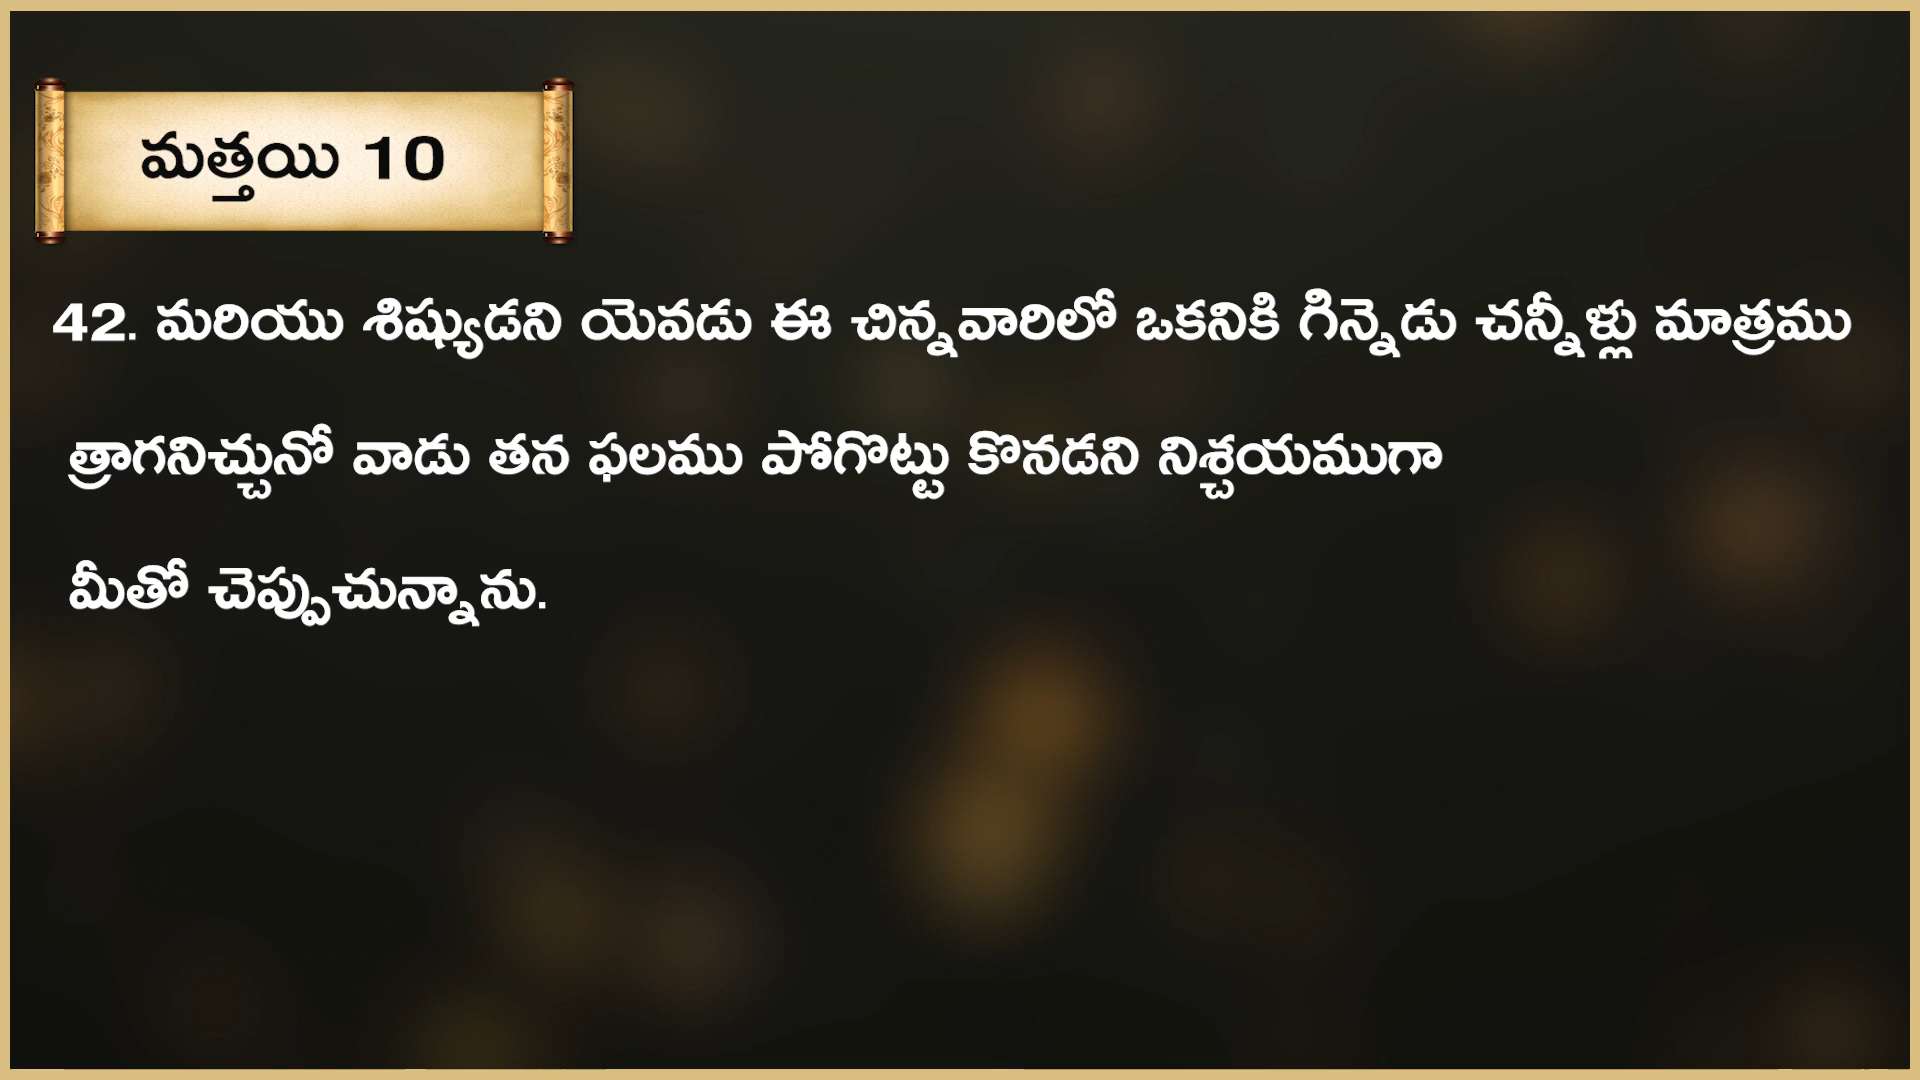 మత్తయి 10
42. మరియు శిష్యుడని యెవడు ఈ చిన్నవారిలో ఒకనికి గిన్నెడు చన్నీళ్లు మాత్రము
త్రాగనిచ్చునో వాడు తన ఫలము పోగొట్టు కొనడని నిశ్చయముగా
మీతో చెప్పుచున్నాను.